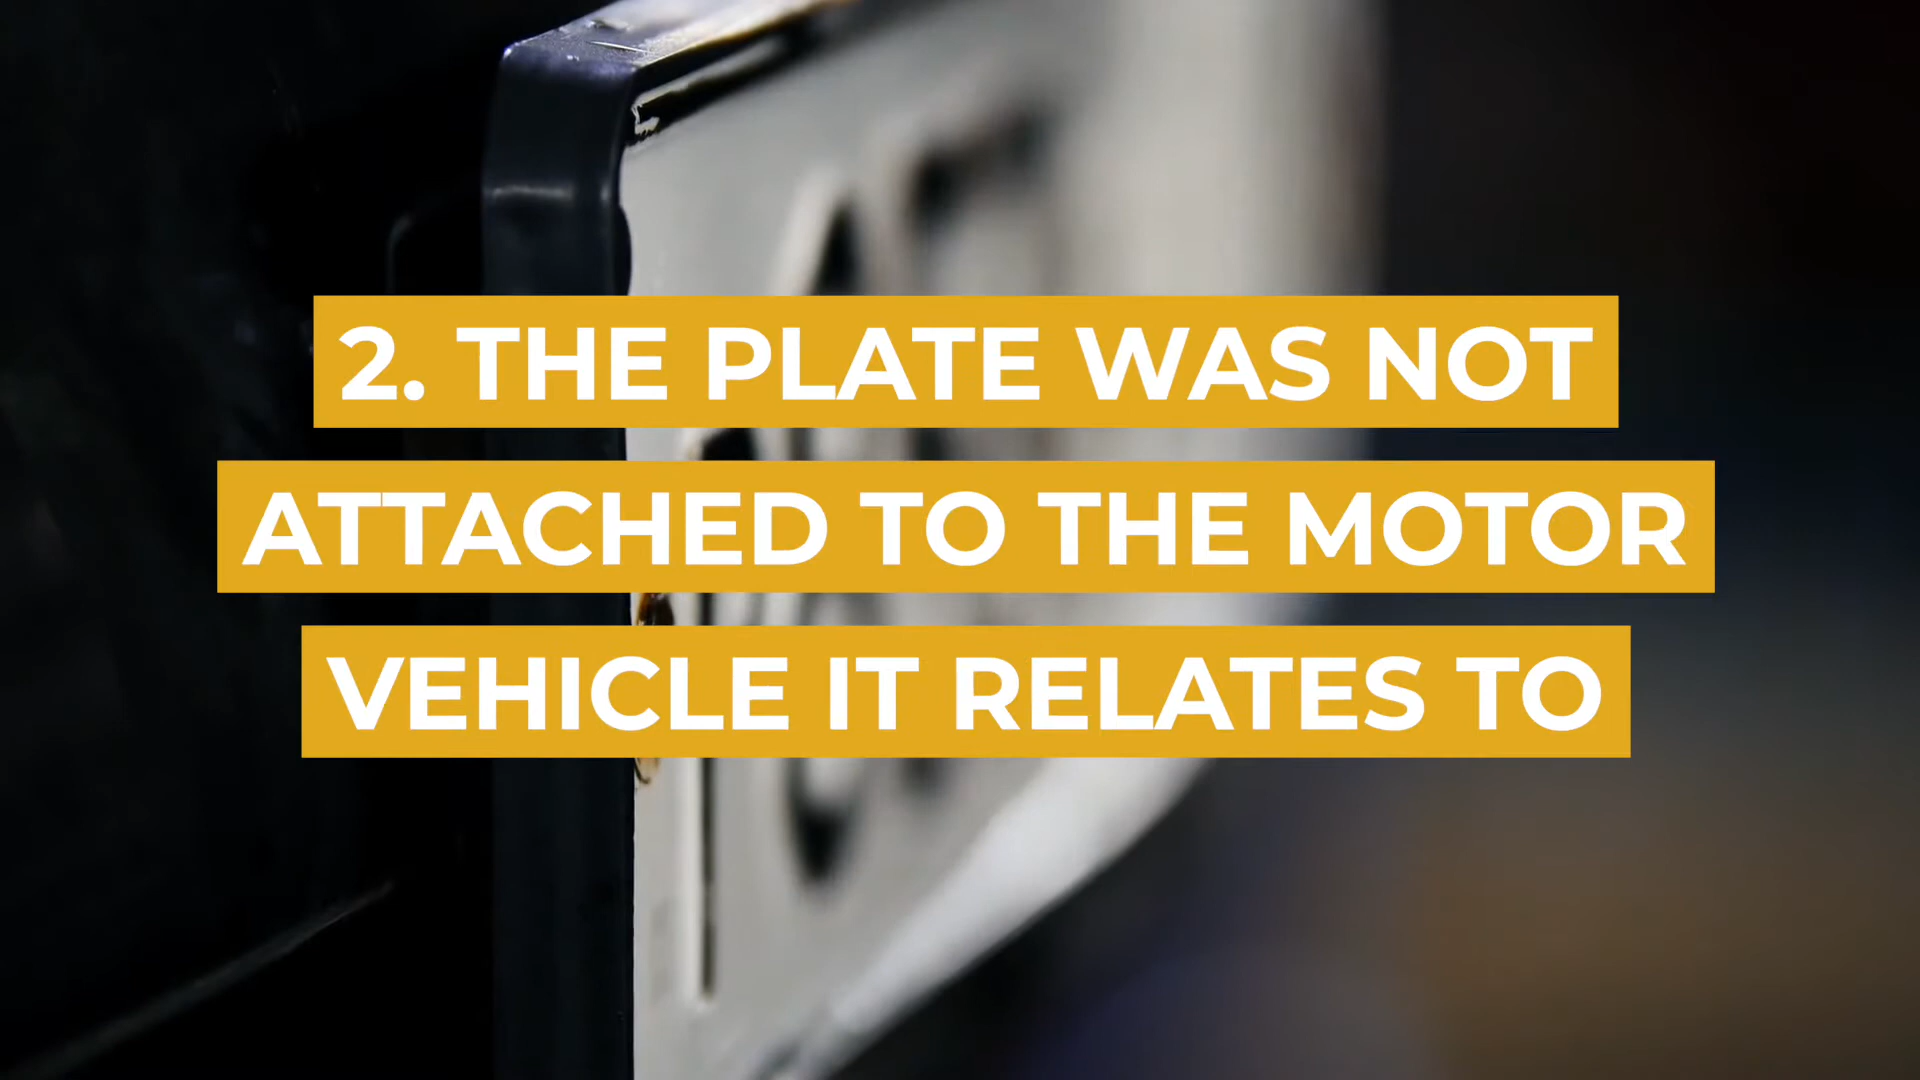 2. THE PLATE WAS NOT
ATTACHED TO THE MOTOR
VEHICLE IT RELATES TO